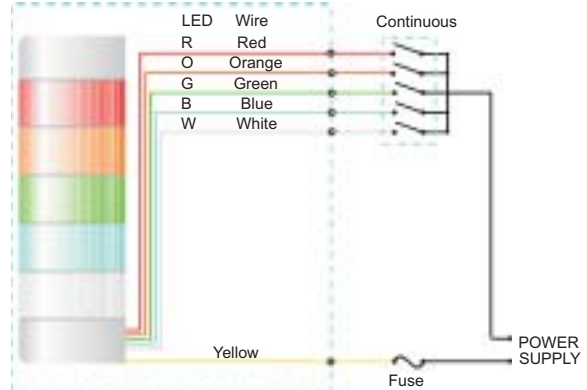 LED Wire Continuous
R Red
O Orange
G Green
B Blue
W White
Yellow
POWER
SUPPLY
Fuse